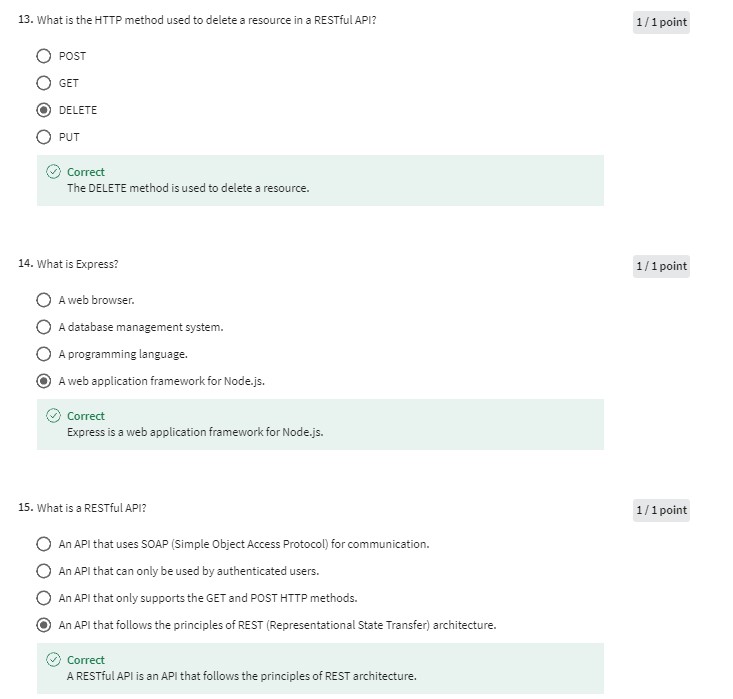 13. What is the HTTP method used to delete a resource in a RESTful API?
1 / 1 point
POST
GET
DELETE
PUT
Correct
The DELETE method is used to delete a resource.
14. What is Express?
1 / 1 point
A web browser.
A database management system.
A programming language.
A web application framework for Node.js.
Correct
Express is a web application framework for Node.js.
15. What is a RESTful API?
1 / 1 point
An API that uses SOAP (Simple Object Access Protocol) for communication.
An API that can only be used by authenticated users.
An API that only supports the GET and POST HTTP methods.
An API that follows the principles of REST (Representational State Transfer) architecture.
Correct
A RESTful API is an API that follows the principles of REST architecture.